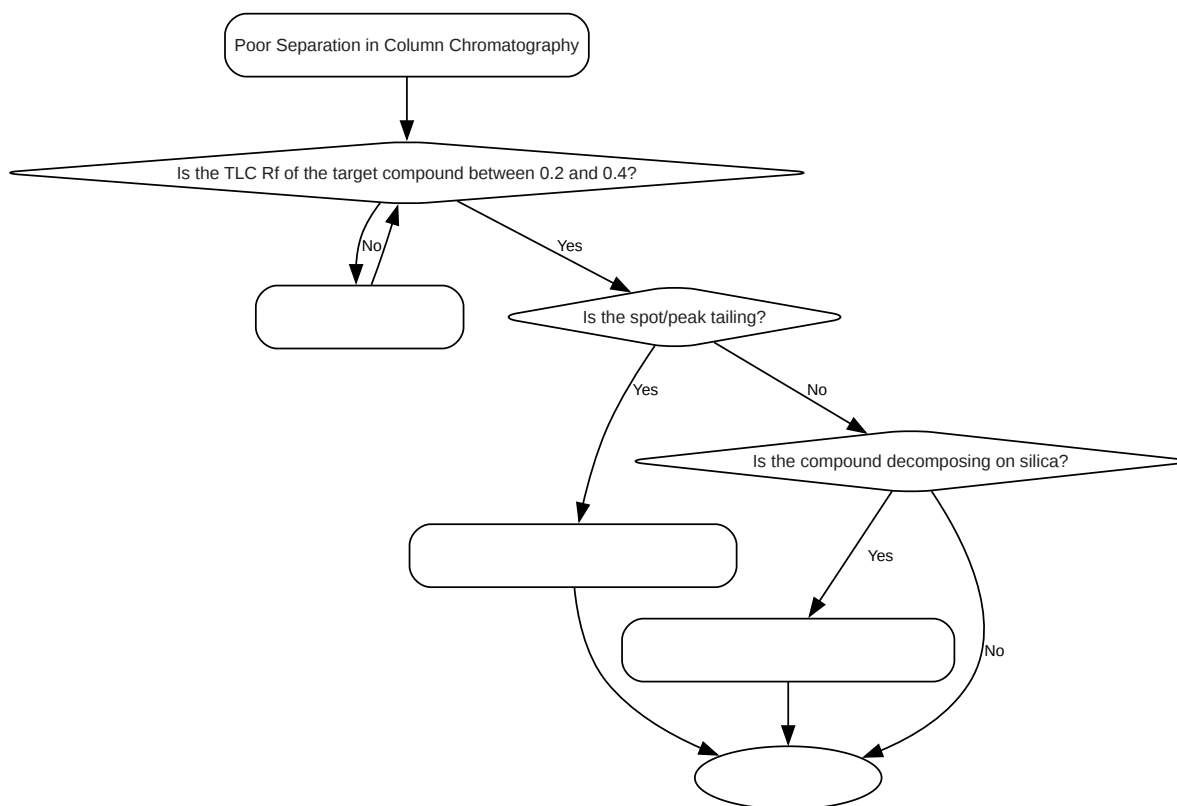 Poor Separation in Column Chromatography
Is the TLC Rf of the target compound between 0.2 and 0.4?
No
Yes
Is the spot/peak tailing?
Yes
No
Is the compound decomposing on silica?
Yes
No